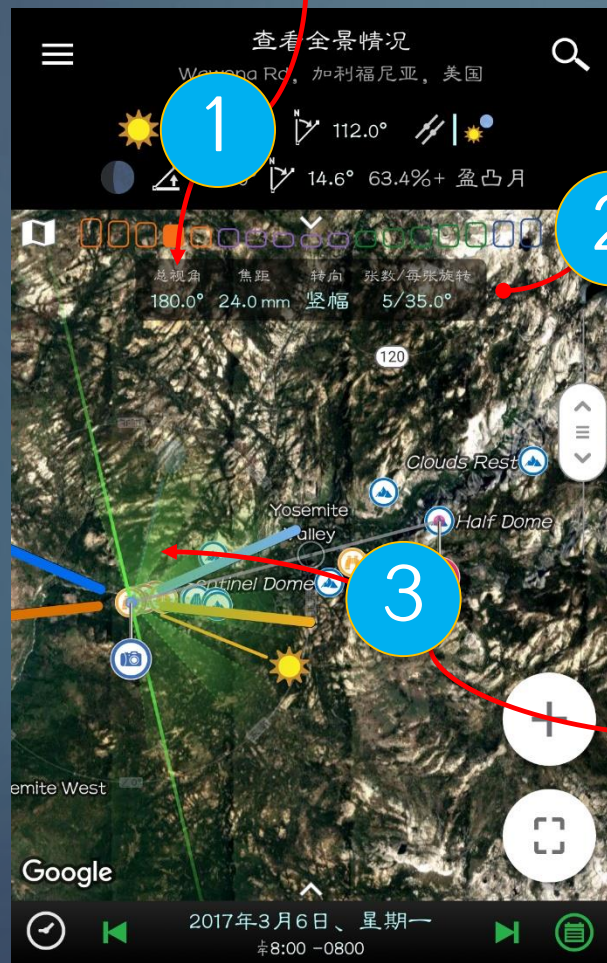 查看全景情况
Wawona Rd, 加利福尼亚, 美国
1
N 112.0°
N 14.6° 63.4%+ 盈凸月
2
总视角 焦距 转向 张数/每张旋转
180.0° 24.0 mm 竖幅 5/35.0°
120
Clouds Rest
Yosemite
Half Dome
Sentinel Dome
3
emite West
Google
2017年3月6日、星期一
上午8:00 -0800